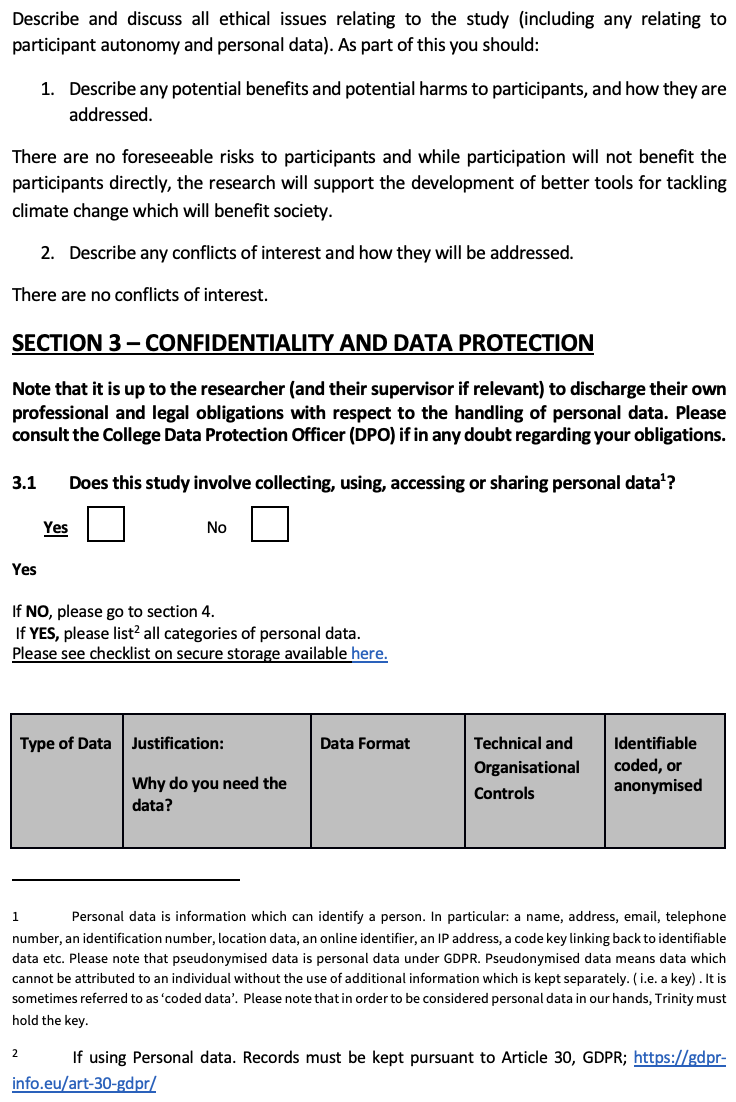 Describe and discuss all ethical issues relating to the study (including any relating to
participant autonomy and personal data). As part of this you should:
1. Describe any potential benefits and potential harms to participants, and how they are
addressed.
There are no foreseeable risks to participants and while participation will not benefit the
participants directly, the research will support the development of better tools for tackling
climate change which will benefit society.
2. Describe any conflicts of interest and how they will be addressed.
There are no conflicts of interest.
SECTION 3 – CONFIDENTIALITY AND DATA PROTECTION
Note that it is up to the researcher (and their supervisor if relevant) to discharge their own
professional and legal obligations with respect to the handling of personal data. Please
consult the College Data Protection Officer (DPO) if in any doubt regarding your obligations.
3.1 Does this study involve collecting, using, accessing or sharing personal data¹?
Yes No
Yes
If NO, please go to section 4.
If YES, please list² all categories of personal data.
Please see checklist on secure storage available here.
Type of Data
Justification:
Why do you need the
data?
Data Format
Technical and
Organisational
Controls
Identifiable
coded, or
anonymised
1 Personal data is information which can identify a person. In particular: a name, address, email, telephone
number, an identification number, location data, an online identifier, an IP address, a code key linking back to identifiable
data etc. Please note that pseudonymised data is personal data under GDPR. Pseudonymised data means data which
cannot be attributed to an individual without the use of additional information which is kept separately. ( i.e. a key) . It is
sometimes referred to as ‘coded data’. Please note that in order to be considered personal data in our hands, Trinity must
hold the key.
2 If using Personal data. Records must be kept pursuant to Article 30, GDPR; https://gdpr-
info.eu/art-30-gdpr/